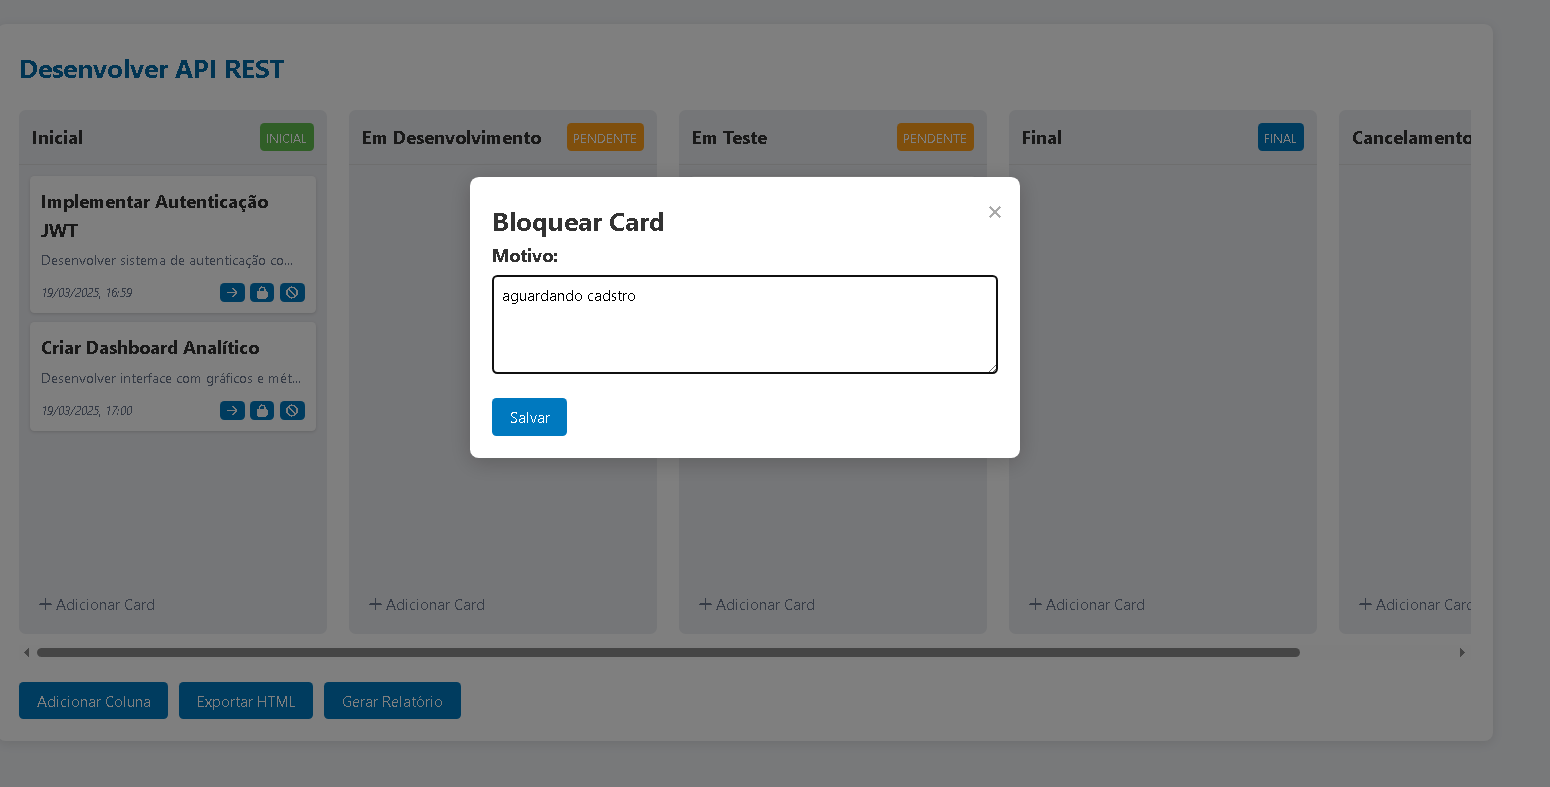 Desenvolver API REST
Inicial
INICIAL
Em Desenvolvimento
PENDENTE
Em Teste
PENDENTE
Final
FINAL
Cancelamento
Implementar Autenticação
JWT
Desenvolver sistema de autenticação co...
19/03/2025, 16:59
Criar Dashboard Analítico
Desenvolver interface com gráficos e mét...
19/03/2025, 17:00
Bloquear Card
×
Motivo:
aguardando cadstro
Salvar
+ Adicionar Card
+ Adicionar Card
+ Adicionar Card
+ Adicionar Card
+ Adicionar Card
Adicionar Coluna
Exportar HTML
Gerar Relatório